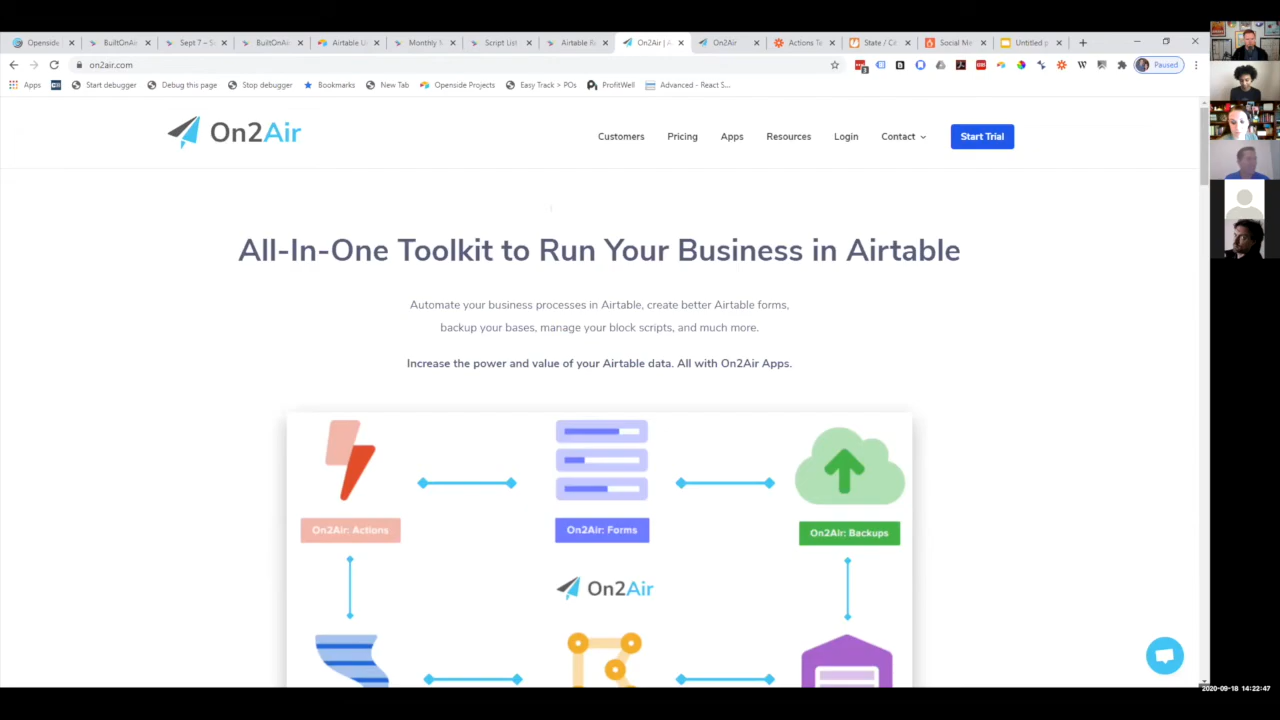 Openside
BuiltOnAir
Sept 7 – S
BuiltOnAir
Airtable U
Monthly M
Script List
Airtable R
On2Air | A
On2Air
Actions Te
State / Cit
Social Me
Untitled p
on2air.com
Paused
Apps
Start debugger
Debug this page
Stop debugger
Bookmarks
New Tab
Openside Projects
Easy Track > POs
ProfitWell
Advanced - React S...
On2Air
Customers
Pricing
Apps
Resources
Login
Contact
Start Trial
All-In-One Toolkit to Run Your Business in Airtable
Automate your business processes in Airtable, create better Airtable forms,
backup your bases, manage your block scripts, and much more.
Increase the power and value of your Airtable data. All with On2Air Apps.
On2Air: Actions
On2Air: Forms
On2Air: Backups
On2Air
2020-09-18 14:22:47